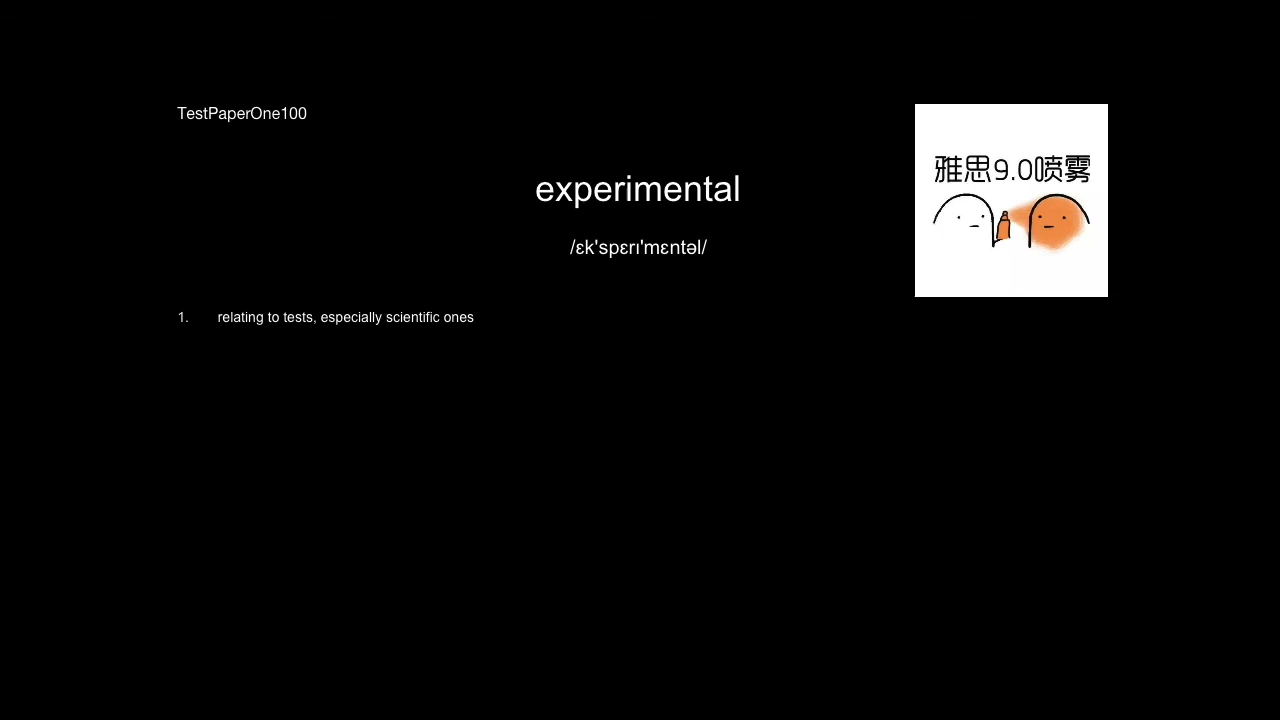 TestPaperOne100
雅思9.0喷雾
experimental
/ɛk'spɛrɪ'mɛntəl/
1. relating to tests, especially scientific ones